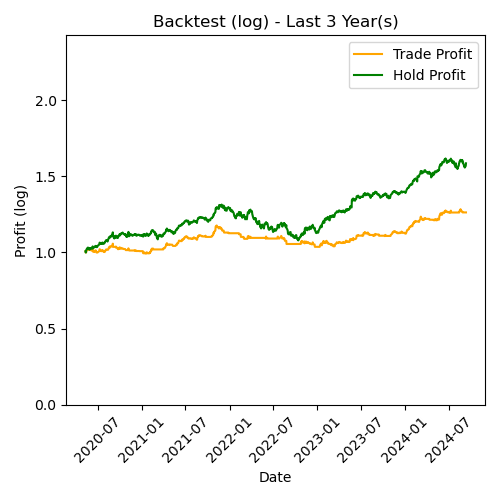 Backtest (log) - Last 3 Year(s)
Trade Profit
Hold Profit
Profit (log)
2.0
1.5
1.0
0.5
0.0
2020-07
2021-01
2021-07
2022-01
2022-07
2023-01
2023-07
2024-01
2024-07
Date